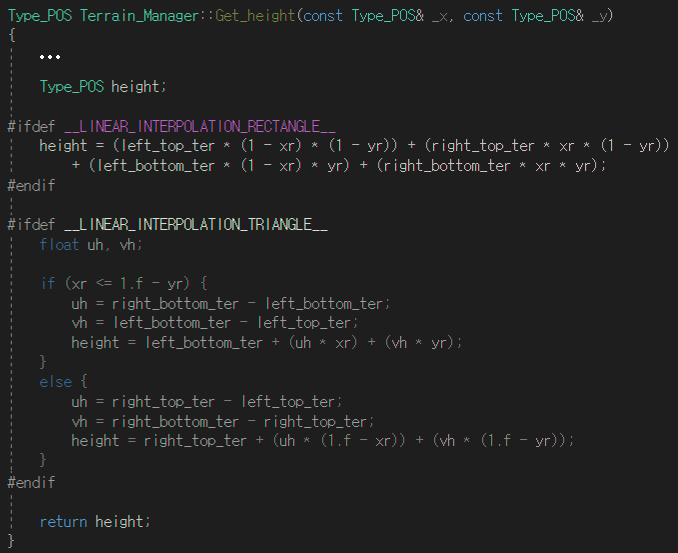 Type_POS Terrain_Manager::Get_height(const Type_POS& _x, const Type_POS& _y)
{
    ...
    Type_POS height;

#ifdef __LINEAR_INTERPOLATION_RECTANGLE__
    height = (left_top_ter * (1 - xr) * (1 - yr)) + (right_top_ter * xr * (1 - yr))
        + (left_bottom_ter * (1 - xr) * yr) + (right_bottom_ter * xr * yr);
#endif

#ifdef __LINEAR_INTERPOLATION_TRIANGLE__
    float uh, vh;

    if (xr <= 1.f - yr) {
        uh = right_bottom_ter - left_bottom_ter;
        vh = left_bottom_ter - left_top_ter;
        height = left_bottom_ter + (uh * xr) + (vh * yr);
    }
    else {
        uh = right_top_ter - left_top_ter;
        vh = right_bottom_ter - right_top_ter;
        height = right_top_ter + (uh * (1.f - xr)) + (vh * (1.f - yr));
    }
#endif

    return height;
}